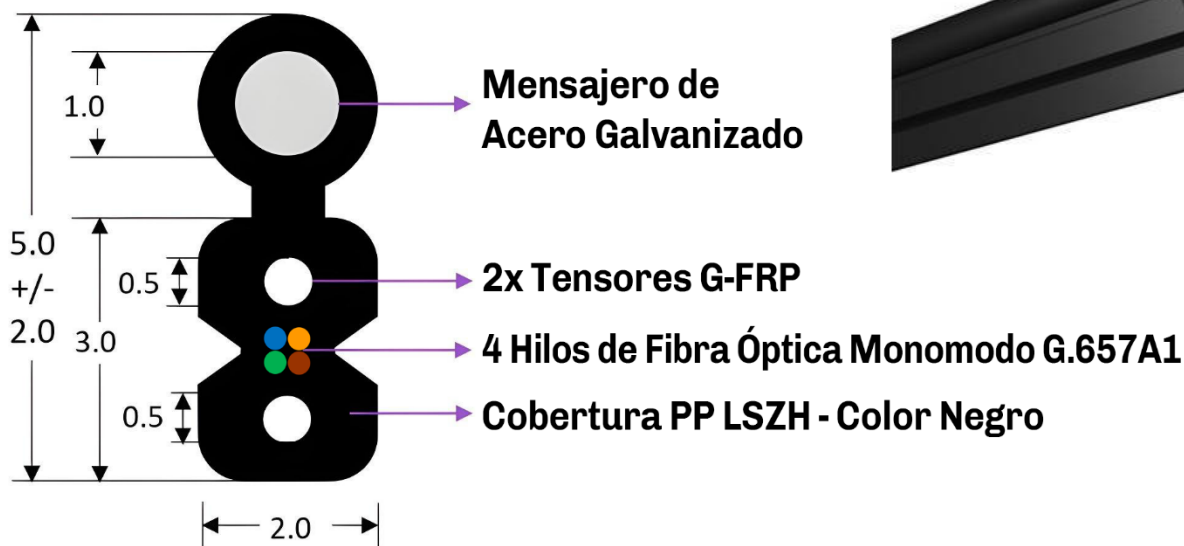 1.0
Mensajero de
Acero Galvanizado
5.0
+/-
2.0
3.0
0.5
2x Tensores G-FRP
4 Hilos de Fibra Óptica Monomodo G.657A1
0.5
Cobertura PP LSZH - Color Negro
2.0